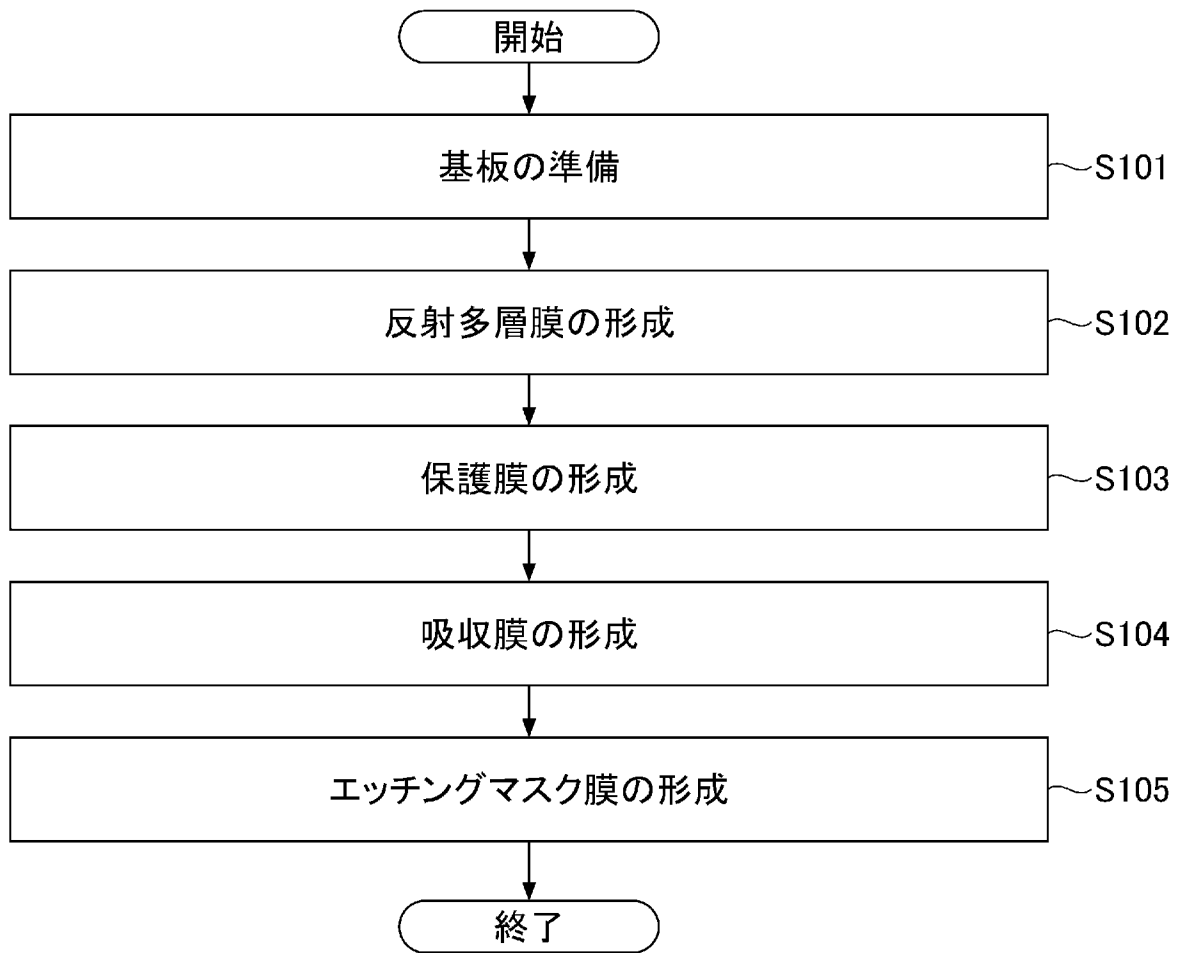 開始
基板の準備
S101
反射多層膜の形成
S102
保護膜の形成
S103
吸収膜の形成
S104
エッチングマスク膜の形成
S105
終了